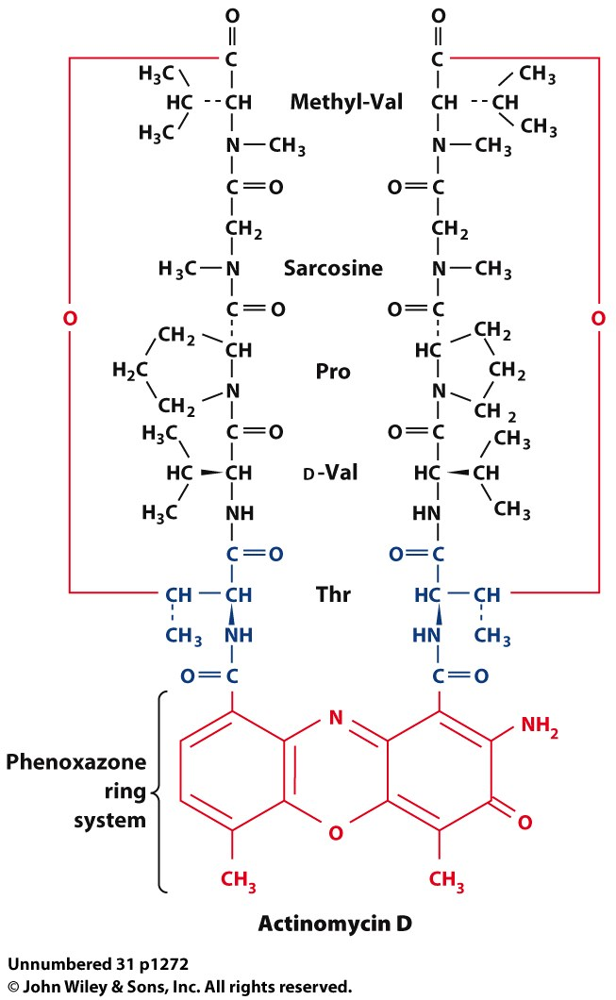 O O
C C
H₃C CH₃
HC CH Methyl-Val CH CH
H₃C CH₃
N CH₃ N CH₃
C O O C
CH₂ CH₂
H₃C N Sarcosine N CH₃
C O O C
O O
CH₂ CH₂
CH HC
H₂C Pro CH₂
N N
CH₂ CH₂
H₃C C O O C CH₃
HC CH D-Val HC CH
H₃C NH HN CH₃
C O O C
CH CH Thr HC CH
CH₃ NH HN CH₃
O C C O
N NH₂
Phenoxazone
ring
system
O O
CH₃ CH₃
Actinomycin D
Unnumbered 31 p1272
© John Wiley & Sons, Inc. All rights reserved.